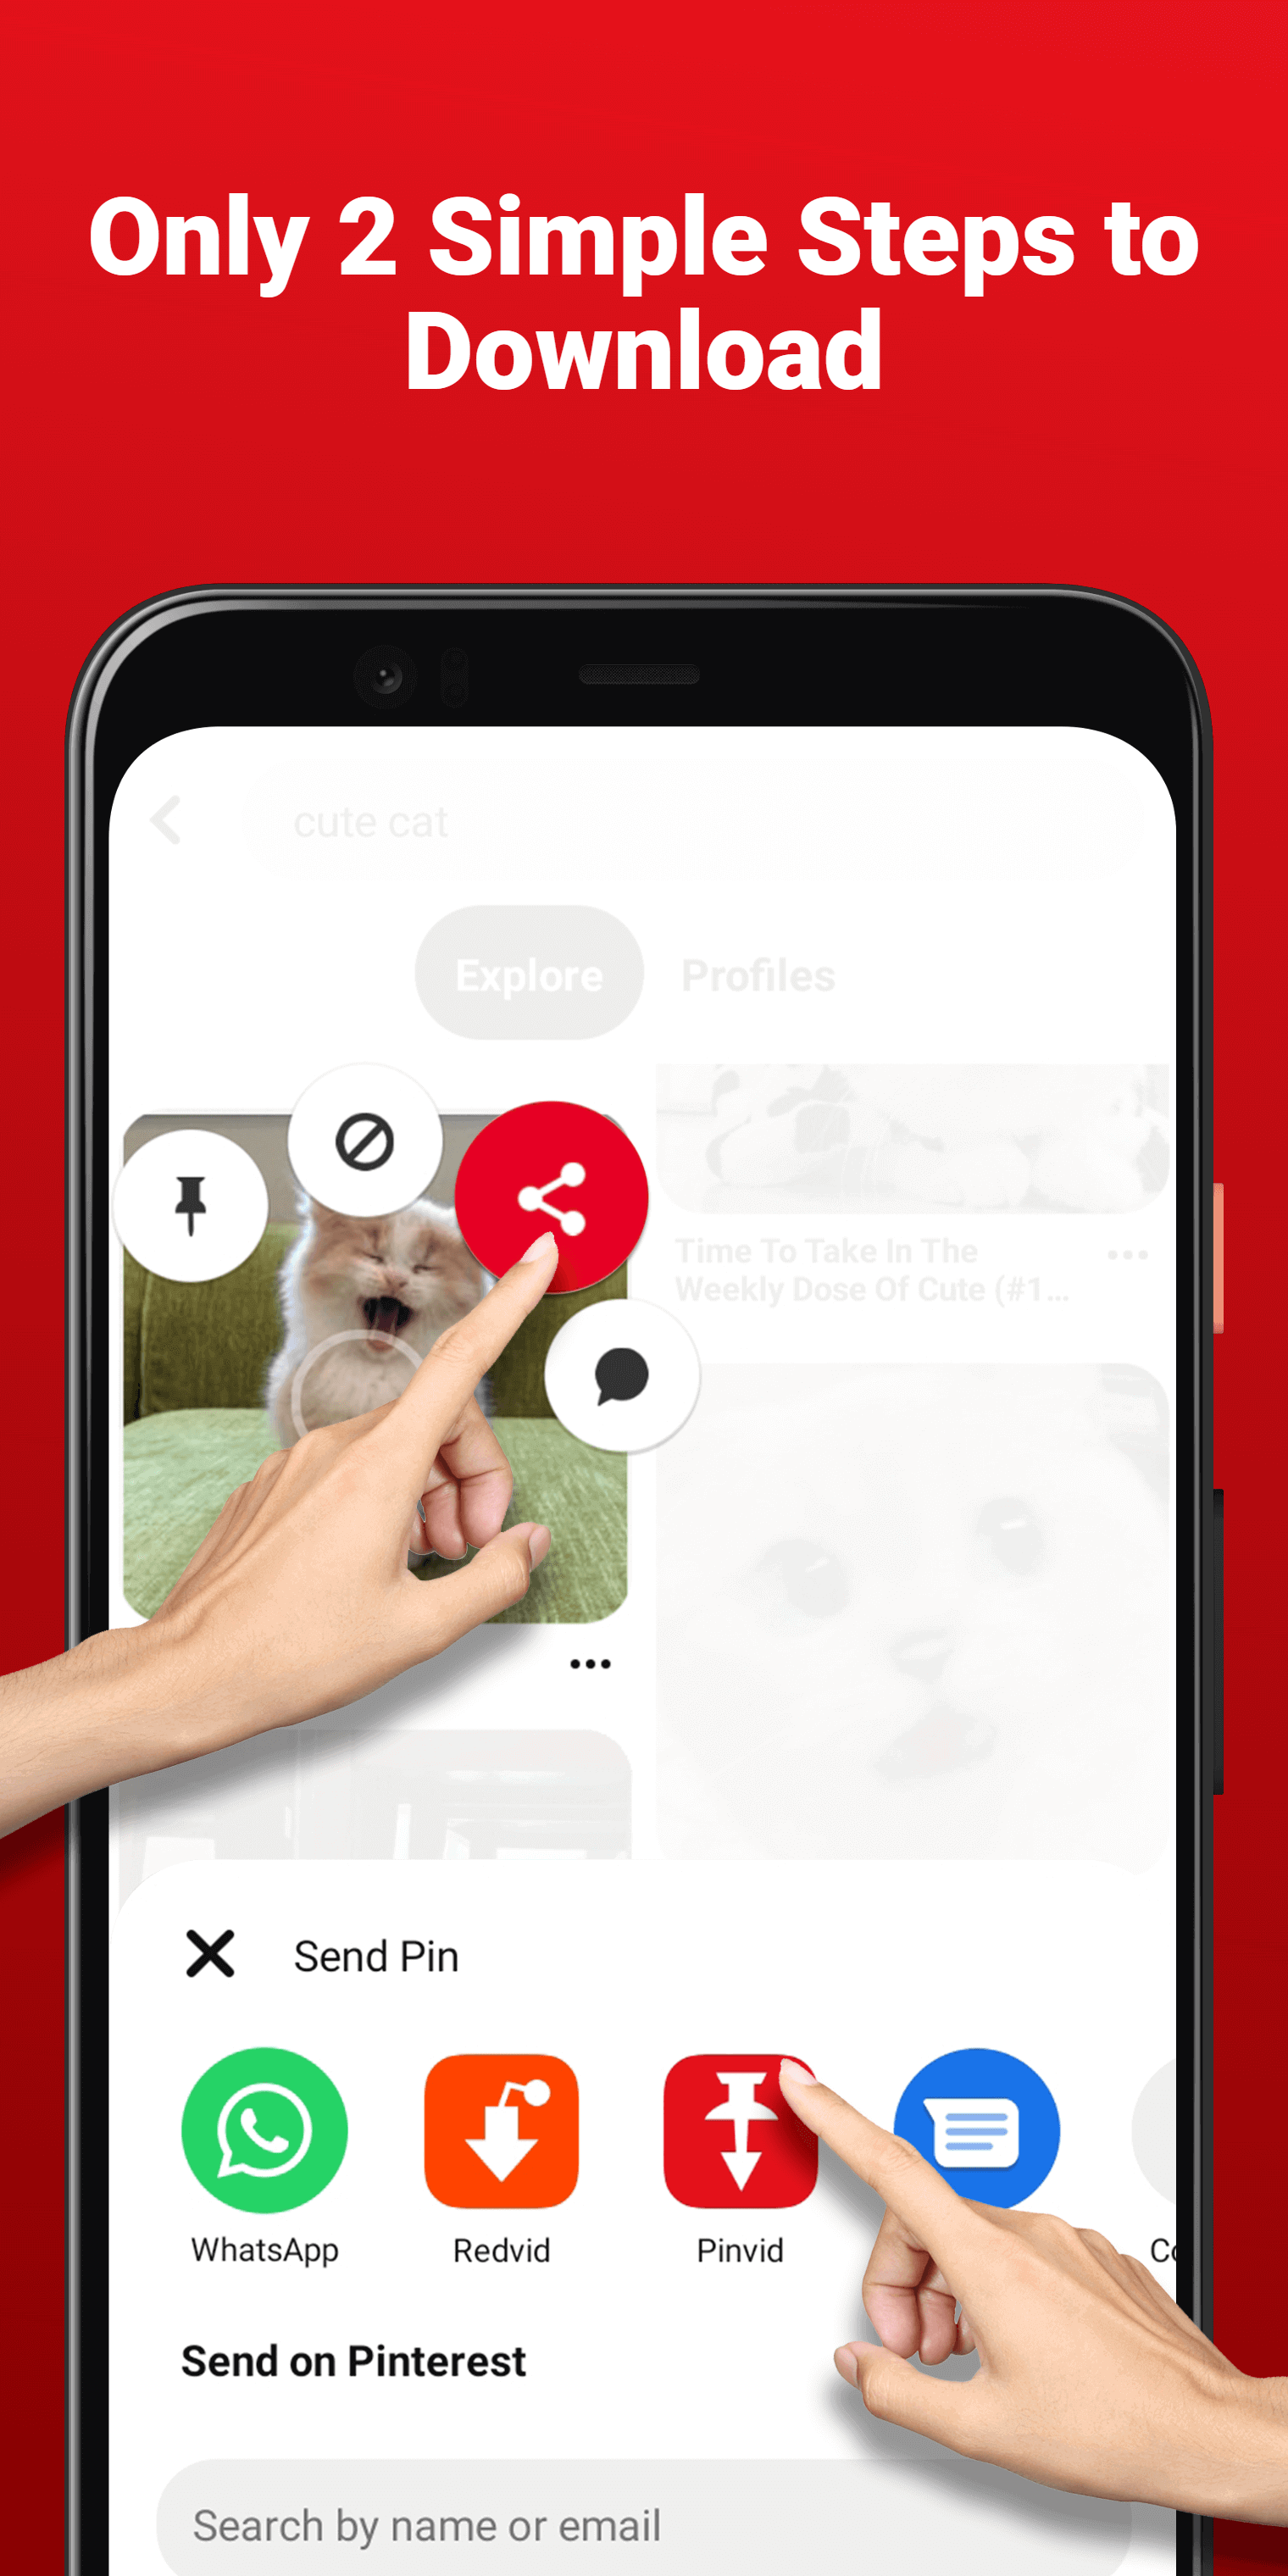 Only 2 Simple Steps to
Download
cute cat
Explore
Profiles
Time To Take In The
Weekly Dose Of Cute (#1...
Send Pin
WhatsApp
Redvid
Pinvid
Send on Pinterest
Search by name or email